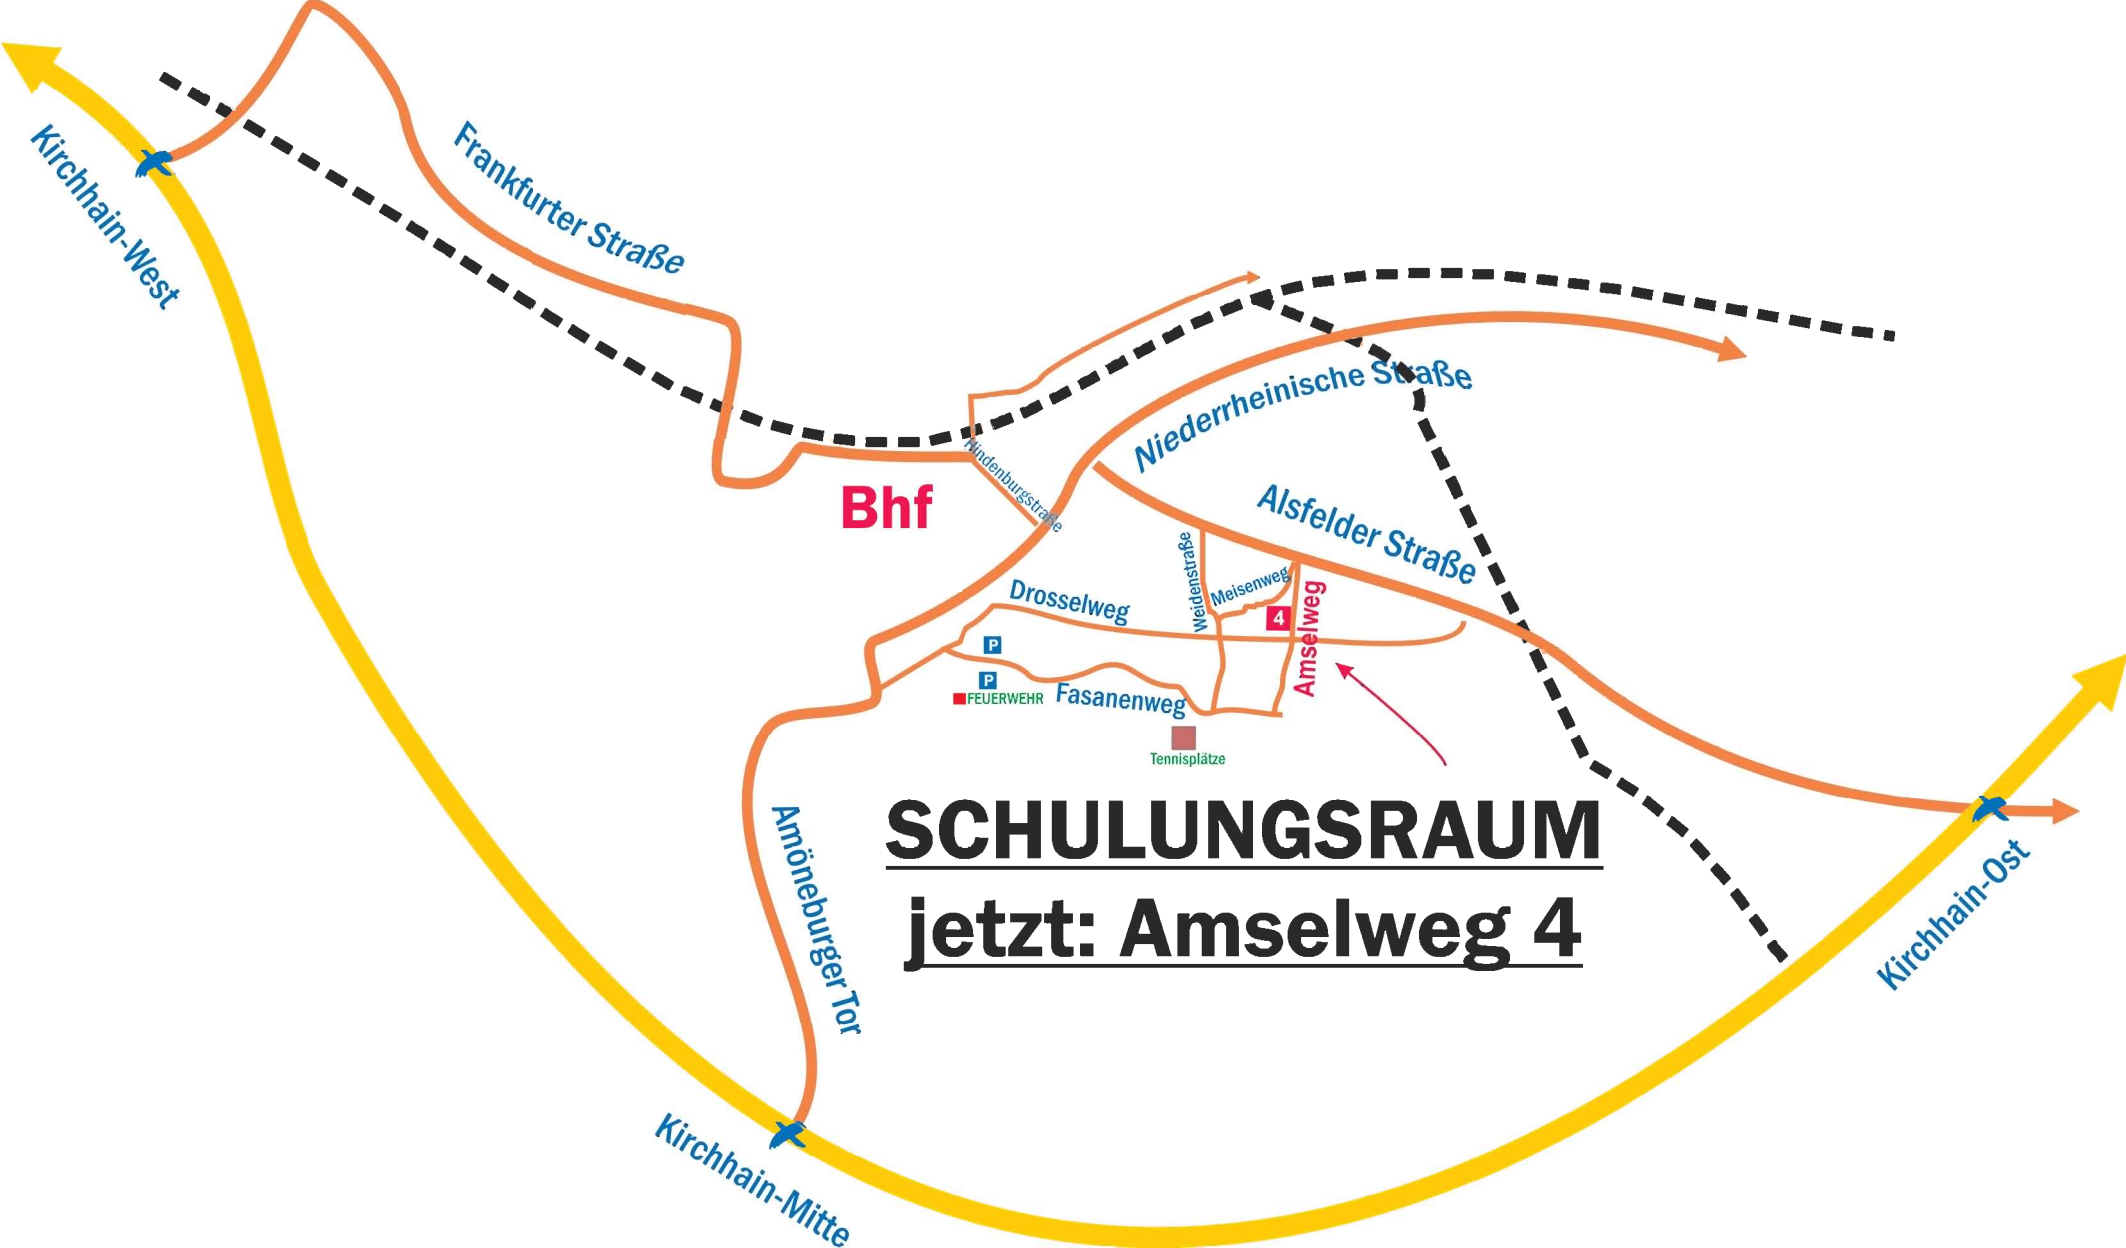 Kirchhain-West
Frankfurter Straße
Bhf
Hindenburgstraße
Niederrheinische Straße
Alsfelder Straße
Weidenstraße
Meisenweg
4
Amselweg
Drosselweg
P
P
FEUERWEHR
Fasanenweg
Tennisplätze
SCHULUNGSRAUM
jetzt: Amselweg 4
Amöneburger Tor
Kirchhain-Ost
Kirchhain-Mitte